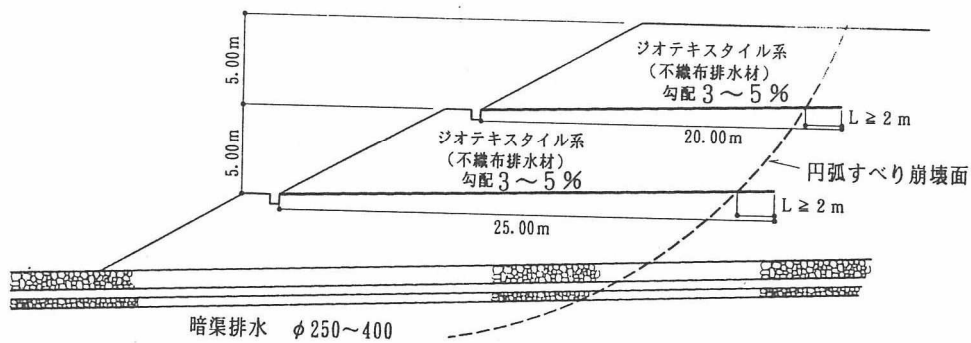 5.00m
ジオテキスタイル系
(不織布排水材)
勾配 3～5%
L≧2m
20.00m
5.00m
ジオテキスタイル系
(不織布排水材)
勾配 3～5%
円弧すべり崩壊面
L≧2m
25.00m
暗渠排水 φ250～400